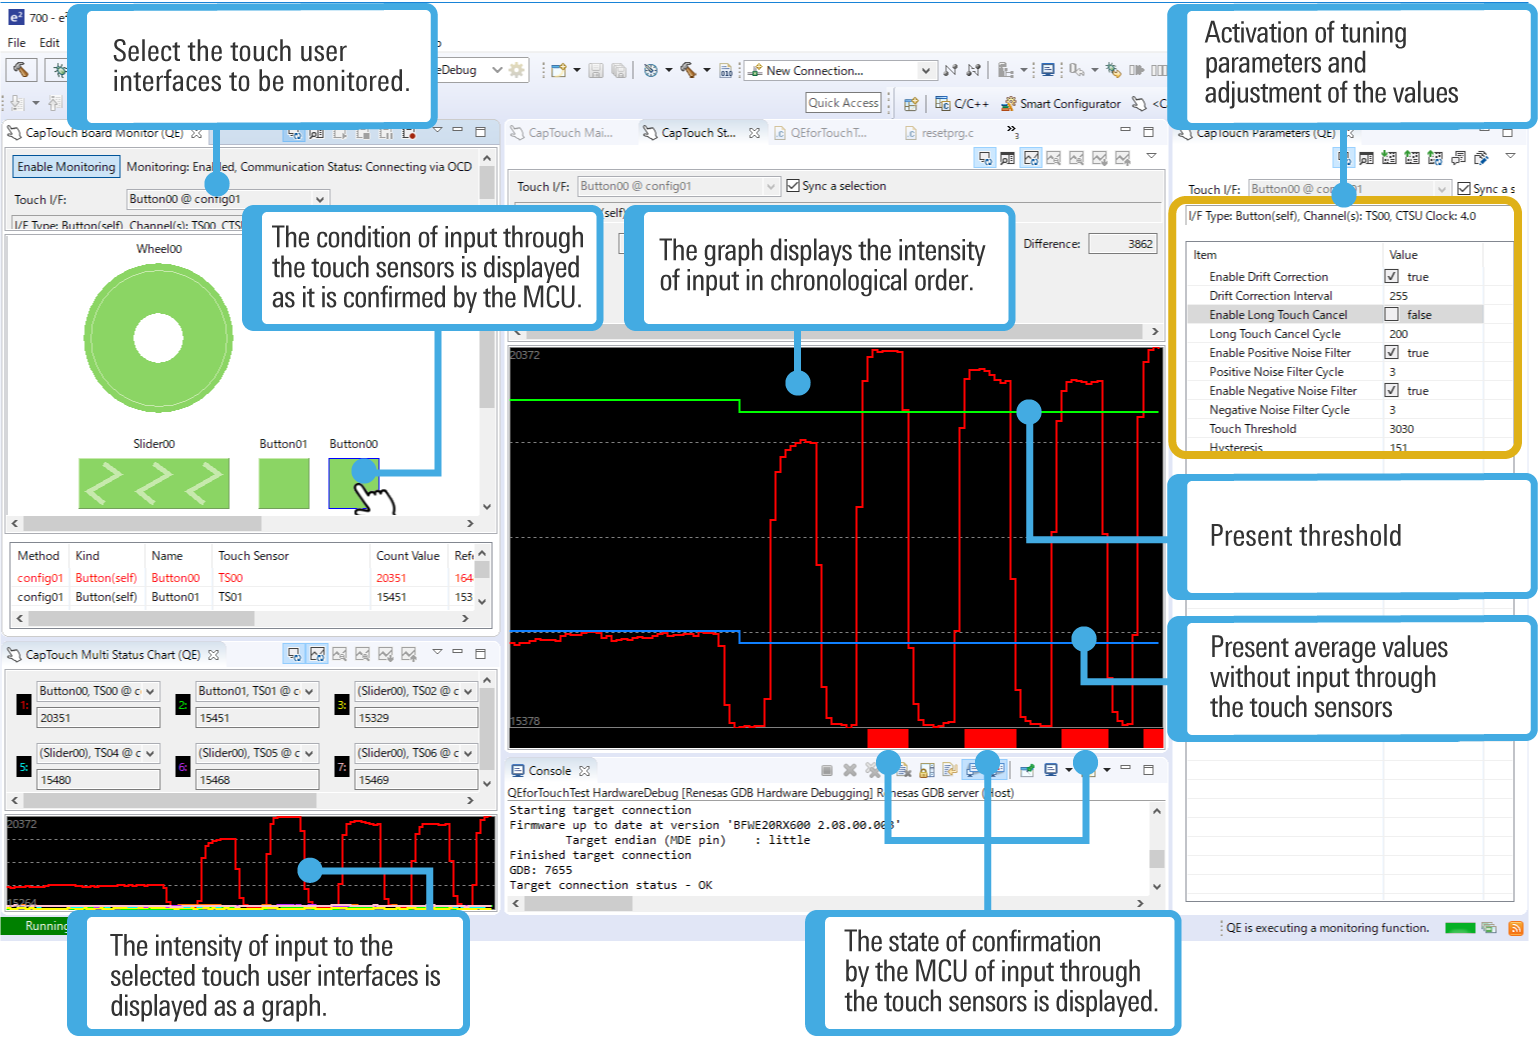 700 - e²
File Edit
Select the touch user
interfaces to be monitored.
eDebug
New Connection...
Quick Access
C/C++
Smart Configurator
<C
Activation of tuning
parameters and
adjustment of the values
CapTouch Board Monitor (QE)
Enable Monitoring
Monitoring: Enabled, Communication Status: Connecting via OCD
Touch I/F:
Button00 @ config01
I/F Type: Button(self) Channel(s): TS00 CTSU
Wheel00
The condition of input through
the touch sensors is displayed
as it is confirmed by the MCU.
Slider00
Button01
Button00
Method Kind Name Touch Sensor Count Value Refe
config01 Button(self) Button00 TS00 20351 164
config01 Button(self) Button01 TS01 15451 153
CapTouch Multi Status Chart (QE)
1: Button00, TS00 @ c
20351
2: Button01, TS01 @ c
15451
3: (Slider00), TS02 @ c
15329
5: (Slider00), TS04 @ c
15480
6: (Slider00), TS05 @ c
15468
7: (Slider00), TS06 @ c
15469
20372
15264
Running
The intensity of input to the
selected touch user interfaces is
displayed as a graph.
CapTouch Mai...
CapTouch St...
QEforTouchT...
resetprg.c
»3
Touch I/F:
Button00 @ config01
Sync a selection
self)
The graph displays the intensity
of input in chronological order.
Difference:
3862
20372
15378
Console
QEforTouchTest HardwareDebug [Renesas GDB Hardware Debugging] Renesas GDB server (Host)
Starting target connection
Firmware up to date at version 'BFWE20RX600 2.08.00.003'
Target endian (MDE pin) : little
Finished target connection
GDB: 7655
Target connection status - OK
The state of confirmation
by the MCU of input through
the touch sensors is displayed.
CapTouch Parameters (QE)
Touch I/F:
Button00 @ config01
Sync a s
I/F Type: Button(self), Channel(s): TS00, CTSU Clock: 4.0
Item Value
Enable Drift Correction true
Drift Correction Interval 255
Enable Long Touch Cancel false
Long Touch Cancel Cycle 200
Enable Positive Noise Filter true
Positive Noise Filter Cycle 3
Enable Negative Noise Filter true
Negative Noise Filter Cycle 3
Touch Threshold 3030
Hysteresis 151
Present threshold
Present average values
without input through
the touch sensors
QE is executing a monitoring function.